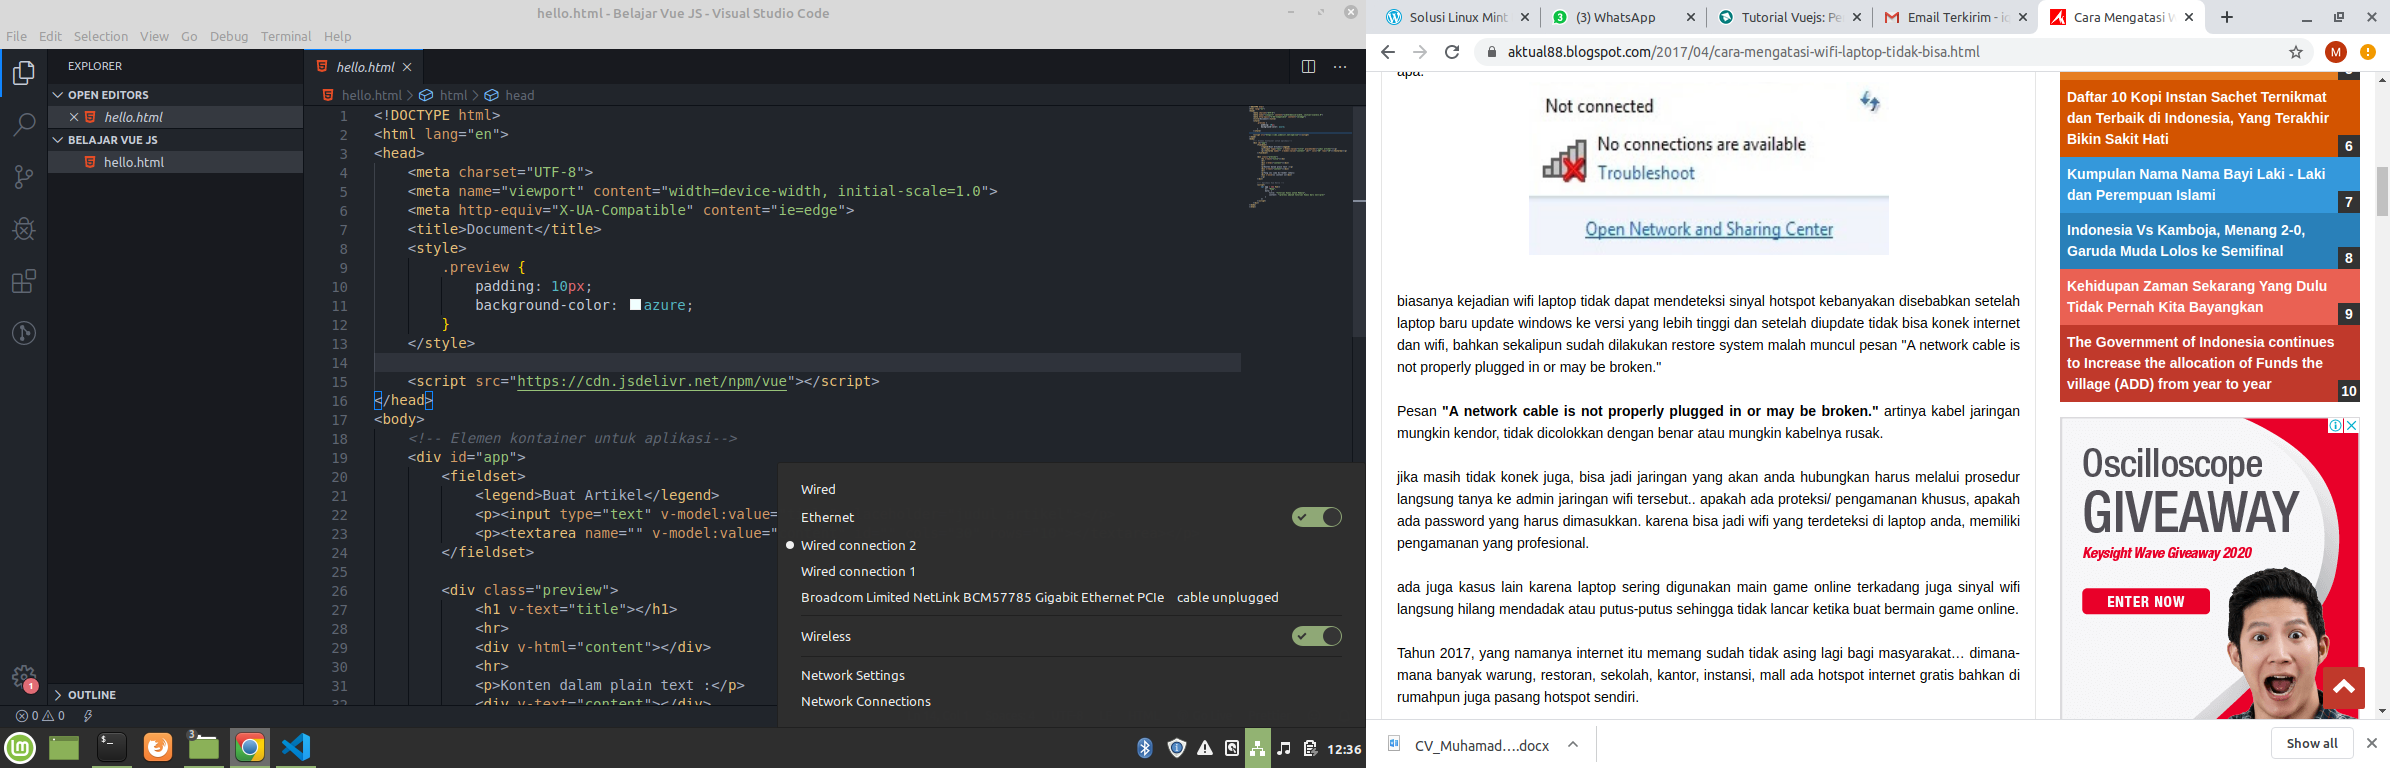 hello.html - Belajar Vue JS - Visual Studio Code
File Edit Selection View Go Debug Terminal Help
EXPLORER
OPEN EDITORS
hello.html
BELAJAR VUE JS
hello.html
OUTLINE
hello.html
hello.html > html > head
1 <!DOCTYPE html>
2 <html lang="en">
3 <head>
4 <meta charset="UTF-8">
5 <meta name="viewport" content="width=device-width, initial-scale=1.0">
6 <meta http-equiv="X-UA-Compatible" content="ie=edge">
7 <title>Document</title>
8 <style>
9 .preview {
10 padding: 10px;
11 background-color: azure;
12 }
13 </style>
14
15 <script src="https://cdn.jsdelivr.net/npm/vue"></script>
16 </head>
17 <body>
18 <!-- Elemen kontainer untuk aplikasi-->
19 <div id="app">
20 <fieldset>
21 <legend>Buat Artikel</legend>
22 <p><input type="text" v-model:value=
23 <p><textarea name="" v-model:value="
24 </fieldset>
25
26 <div class="preview">
27 <h1 v-text="title"></h1>
28 <hr>
29 <div v-html="content"></div>
30 <hr>
31 <p>Konten dalam plain text :</p>
32 <div v-text="content"></div>
Wired
Ethernet
Wired connection 2
Wired connection 1
Broadcom Limited NetLink BCM57785 Gigabit Ethernet PCIe cable unplugged
Wireless
Network Settings
Network Connections
1
0 0
3
12:36
Solusi Linux Mint
(3) WhatsApp
Tutorial Vuejs: Pe
Email Terkirim - ic
Cara Mengatasi W
aktual88.blogspot.com/2017/04/cara-mengatasi-wifi-laptop-tidak-bisa.html
M
apa.
Not connected
No connections are available
Troubleshoot
Open Network and Sharing Center
biasanya kejadian wifi laptop tidak dapat mendeteksi sinyal hotspot kebanyakan disebabkan setelah
laptop baru update windows ke versi yang lebih tinggi dan setelah diupdate tidak bisa konek internet
dan wifi, bahkan sekalipun sudah dilakukan restore system malah muncul pesan "A network cable is
not properly plugged in or may be broken."
Pesan "A network cable is not properly plugged in or may be broken." artinya kabel jaringan
mungkin kendor, tidak dicolokkan dengan benar atau mungkin kabelnya rusak.
jika masih tidak konek juga, bisa jadi jaringan yang akan anda hubungkan harus melalui prosedur
langsung tanya ke admin jaringan wifi tersebut.. apakah ada proteksi/ pengamanan khusus, apakah
ada password yang harus dimasukkan. karena bisa jadi wifi yang terdeteksi di laptop anda, memiliki
pengamanan yang profesional.
ada juga kasus lain karena laptop sering digunakan main game online terkadang juga sinyal wifi
langsung hilang mendadak atau putus-putus sehingga tidak lancar ketika buat bermain game online.
Tahun 2017, yang namanya internet itu memang sudah tidak asing lagi bagi masyarakat... dimana-
mana banyak warung, restoran, sekolah, kantor, instansi, mall ada hotspot internet gratis bahkan di
rumahpun juga pasang hotspot sendiri.
Daftar 10 Kopi Instan Sachet Ternikmat
dan Terbaik di Indonesia, Yang Terakhir
Bikin Sakit Hati
6
Kumpulan Nama Nama Bayi Laki - Laki
dan Perempuan Islami
7
Indonesia Vs Kamboja, Menang 2-0,
Garuda Muda Lolos ke Semifinal
8
Kehidupan Zaman Sekarang Yang Dulu
Tidak Pernah Kita Bayangkan
9
The Government of Indonesia continues
to Increase the allocation of Funds the
village (ADD) from year to year
10
Oscilloscope
GIVEAWAY
Keysight Wave Giveaway 2020
ENTER NOW
CV_Muhamad....docx
Show all